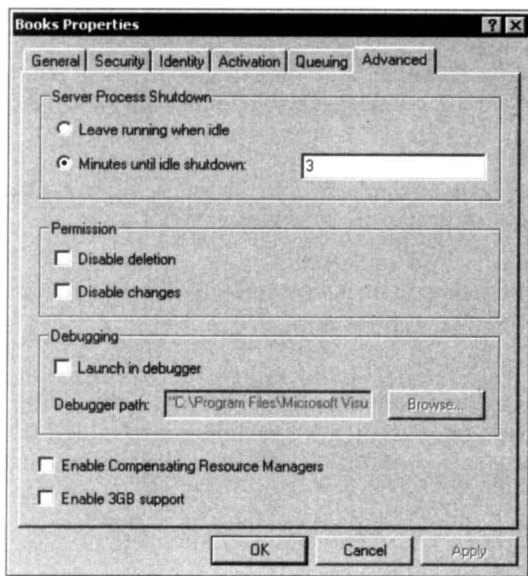 Books Properties
General Security Identity Activation Queuing Advanced
Server Process Shutdown
Leave running when idle
Minutes until idle shutdown: 3
Permission
Disable deletion
Disable changes
Debugging
Launch in debugger
Debugger path: "C:\Program Files\Microsoft Visu Browse...
Enable Compensating Resource Managers
Enable 3GB support
OK Cancel Apply